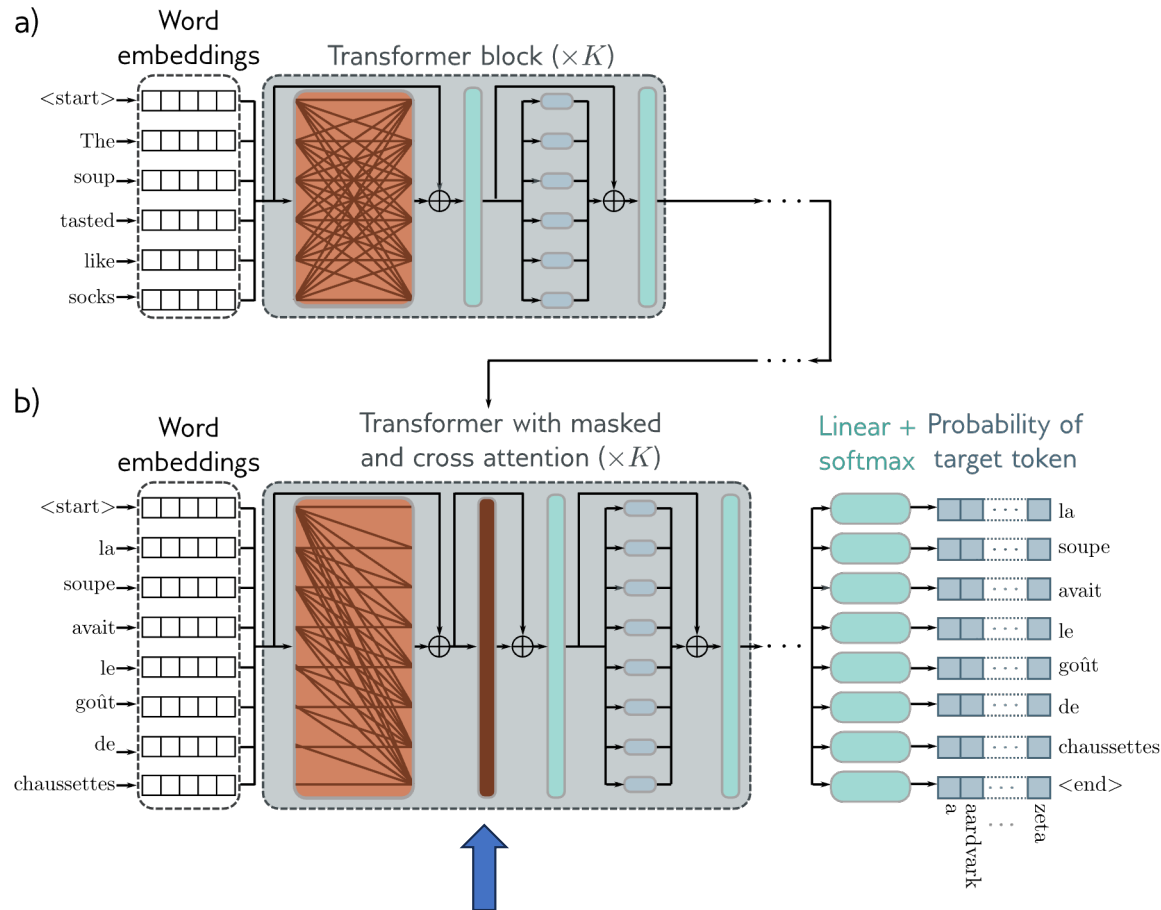 a)
Word
embeddings
Transformer block (×K)
<start>
The
soup
tasted
like
socks
· · ·
· · ·
b)
Word
embeddings
Transformer with masked
and cross attention (×K)
Linear +
softmax
Probability of
target token
<start>
la
soupe
avait
le
goût
de
chaussettes
· · ·
la
soupe
avait
le
goût
de
chaussettes
<end>
a
aardvark
· · ·
zeta